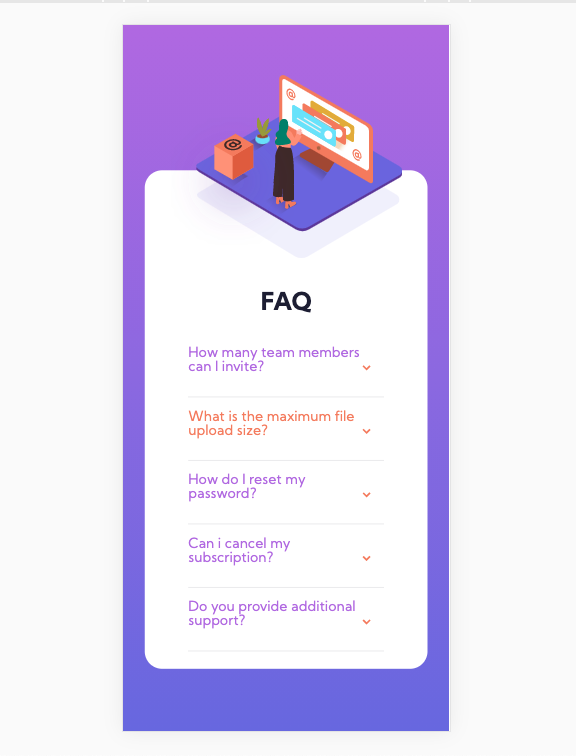 @
@
@
FAQ
How many team members
can I invite?
What is the maximum file
upload size?
How do I reset my
password?
Can i cancel my
subscription?
Do you provide additional
support?